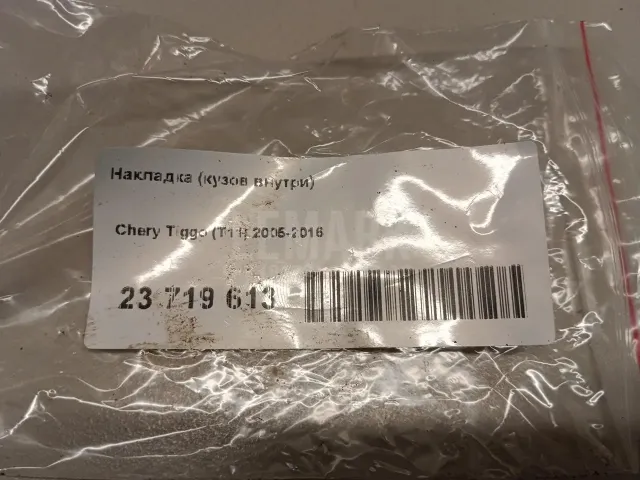 Накладка (кузов внутри)
Chery Tiggo (T11) 2005-2016
23 719 613